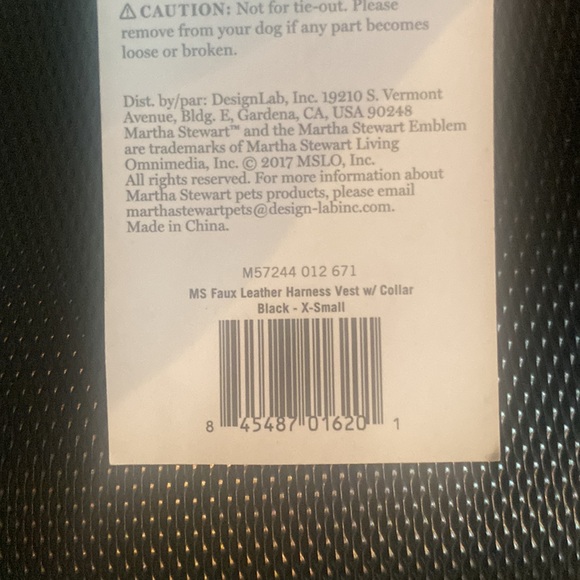 ⚠ CAUTION: Not for tie-out. Please
remove from your dog if any part becomes
loose or broken.
Dist. by/par: DesignLab, Inc. 19210 S. Vermont
Avenue, Bldg. E, Gardena, CA, USA 90248
Martha Stewart™ and the Martha Stewart Emblem
are trademarks of Martha Stewart Living
Omnimedia, Inc. © 2017 MSLO, Inc.
All rights reserved. For more information about
Martha Stewart pets products, please email
marthastewartpets@design-labinc.com.
Made in China.
M57244 012 671
MS Faux Leather Harness Vest w/ Collar
Black - X-Small
8 45487 01620 1